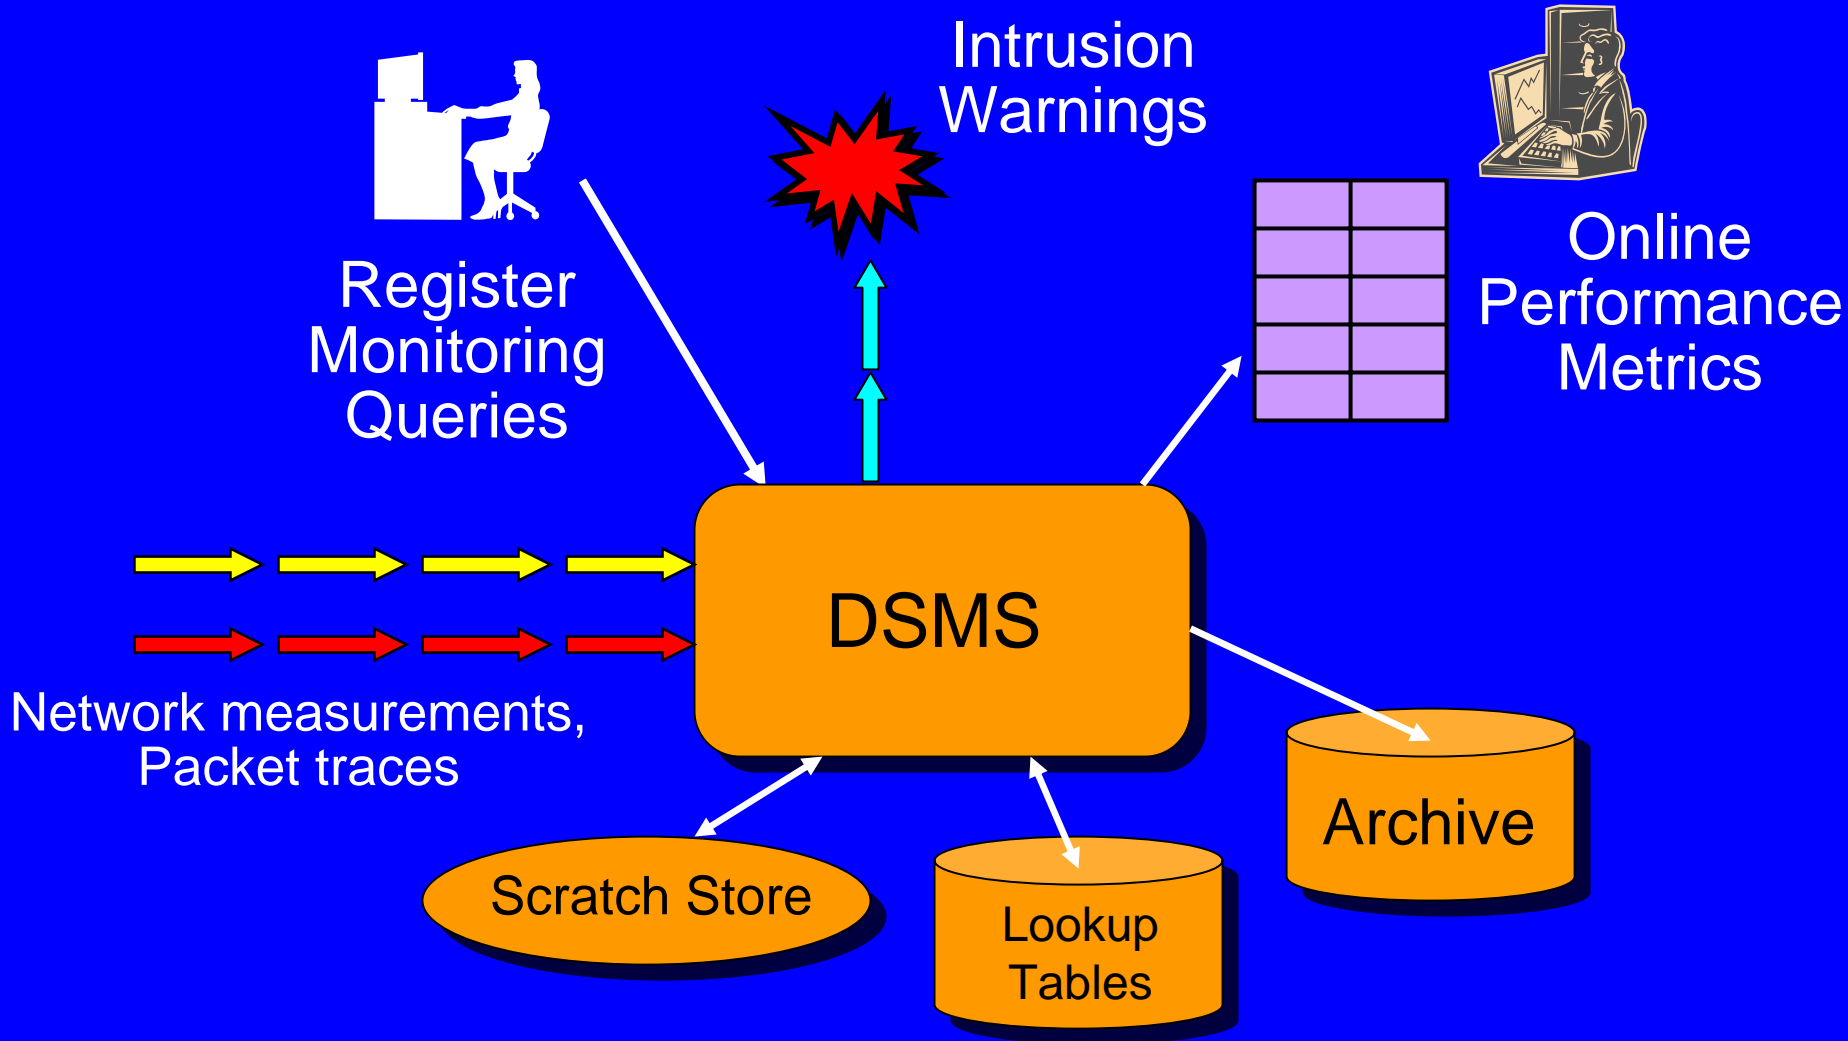 Intrusion
Warnings
Register
Monitoring
Queries
Online
Performance
Metrics
DSMS
Network measurements,
Packet traces
Scratch Store
Lookup
Tables
Archive